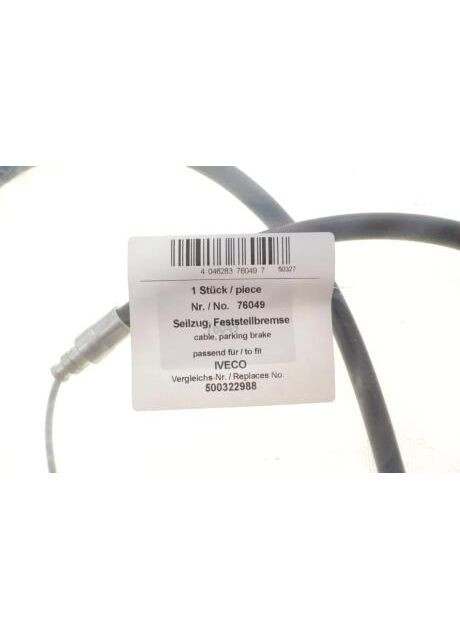 4 046283 76049 7 50327
1 Stück / piece
Nr. / No. 76049
Seilzug, Feststellbremse
cable, parking brake
passend für / to fit
IVECO
Vergleichs-Nr. / Replaces No.
500322988